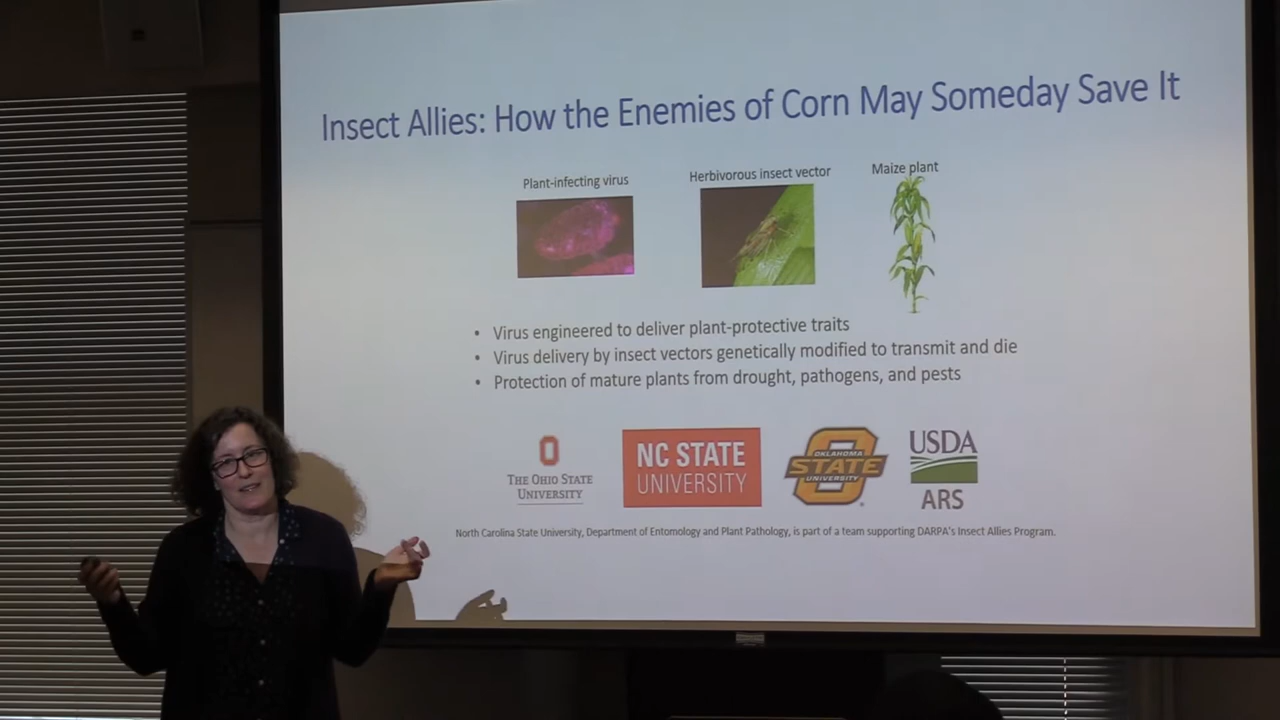 Insect Allies: How the Enemies of Corn May Someday Save It
Plant-infecting virus
Herbivorous insect vector
Maize plant
• Virus engineered to deliver plant-protective traits
• Virus delivery by insect vectors genetically modified to transmit and die
• Protection of mature plants from drought, pathogens, and pests
THE OHIO STATE
UNIVERSITY
NC STATE
UNIVERSITY
OKLAHOMA
STATE
UNIVERSITY
USDA
ARS
North Carolina State University, Department of Entomology and Plant Pathology, is part of a team supporting DARPA's Insect Allies Program.